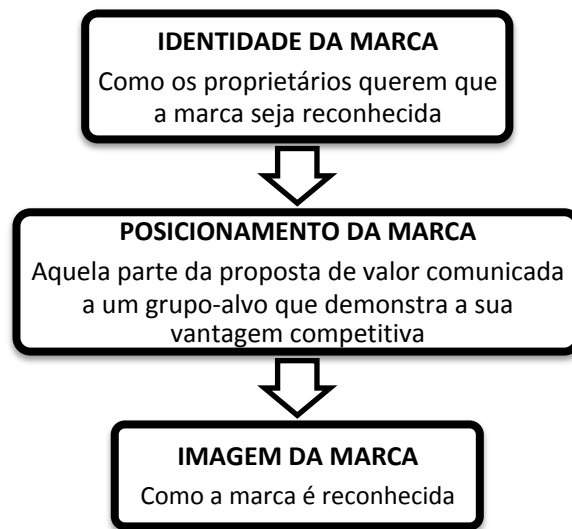 IDENTIDADE DA MARCA
Como os proprietários querem que
a marca seja reconhecida
POSICIONAMENTO DA MARCA
Aquela parte da proposta de valor comunicada
a um grupo-alvo que demonstra a sua
vantagem competitiva
IMAGEM DA MARCA
Como a marca é reconhecida